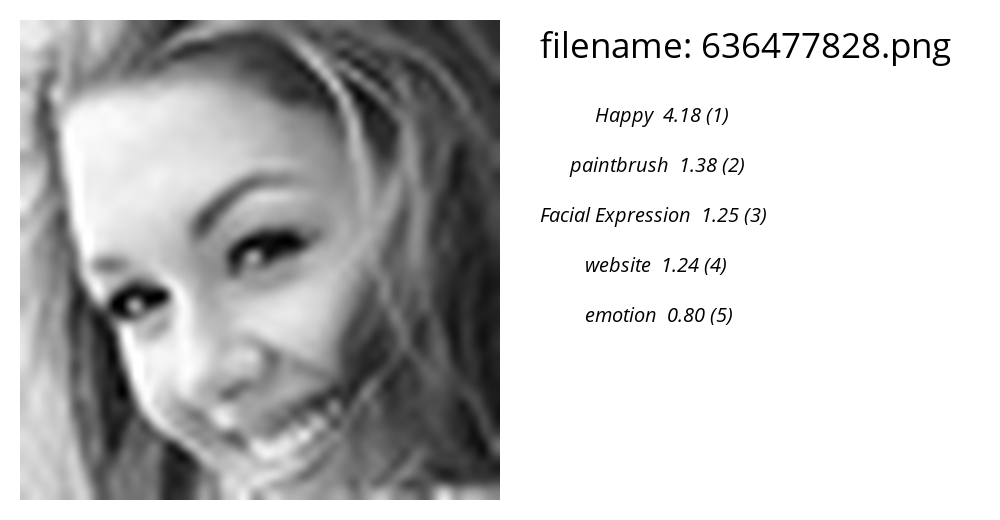 filename: 636477828.png
Happy 4.18 (1)
paintbrush 1.38 (2)
Facial Expression 1.25 (3)
website 1.24 (4)
emotion 0.80 (5)